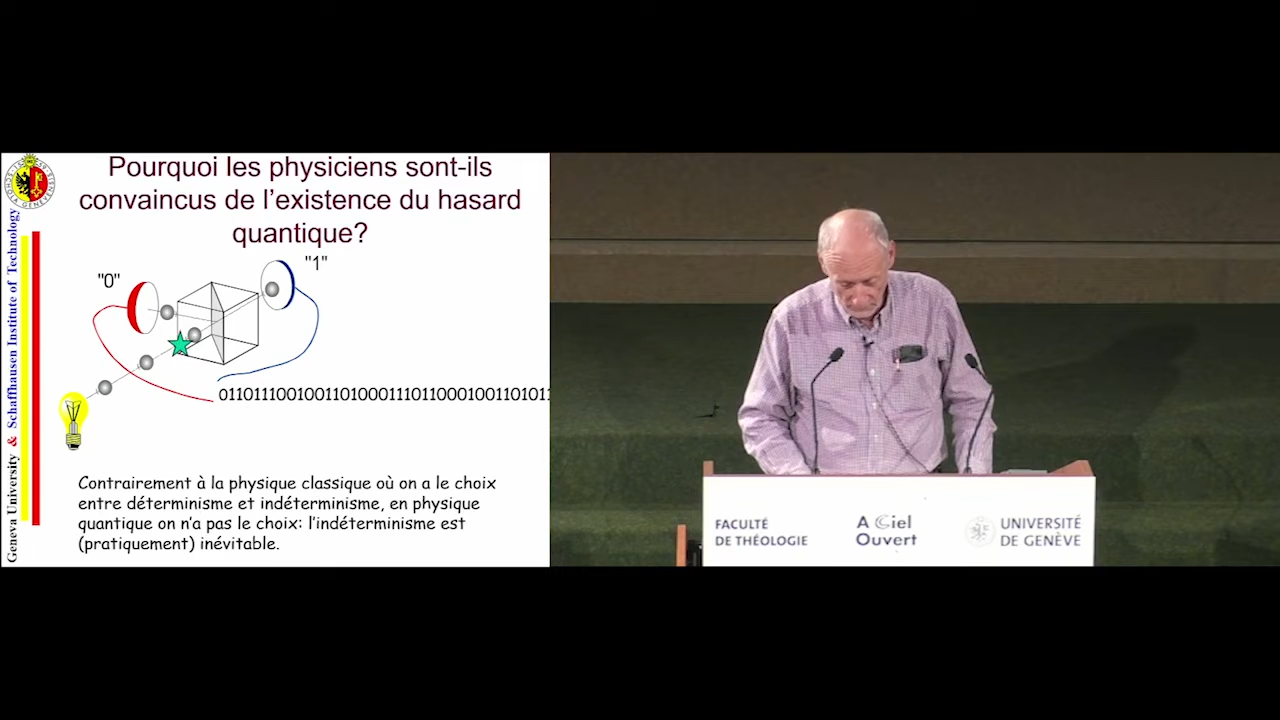 Pourquoi les physiciens sont-ils
convaincus de l’existence du hasard
quantique?
"0"
"1"
0110111001001101000111011000100110101
Contrairement à la physique classique où on a le choix
entre déterminisme et indéterminisme, en physique
quantique on n’a pas le choix: l’indéterminisme est
(pratiquement) inévitable.
Geneva University & Schaffhausen Institute of Technology
FACULTÉ
DE THÉOLOGIE
A Ciel
Ouvert
UNIVERSITÉ
DE GENÈVE